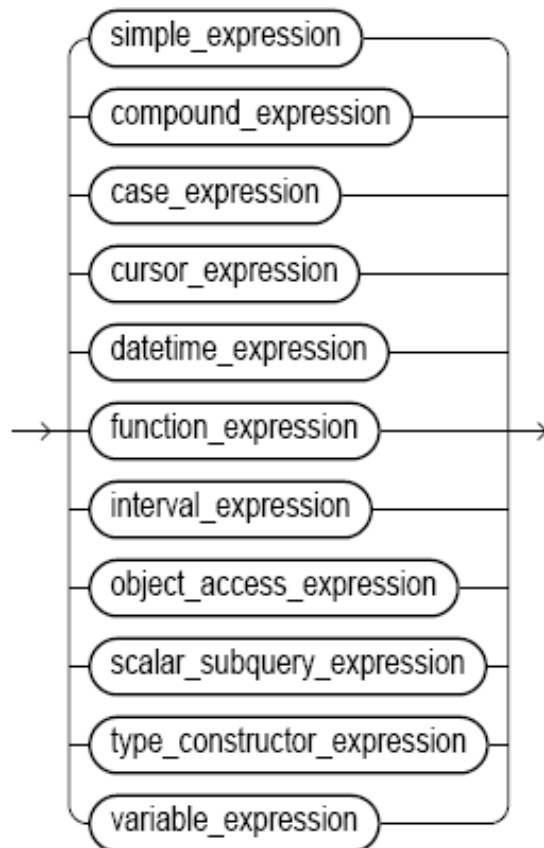 simple_expression
compound_expression
case_expression
cursor_expression
datetime_expression
function_expression
interval_expression
object_access_expression
scalar_subquery_expression
type_constructor_expression
variable_expression